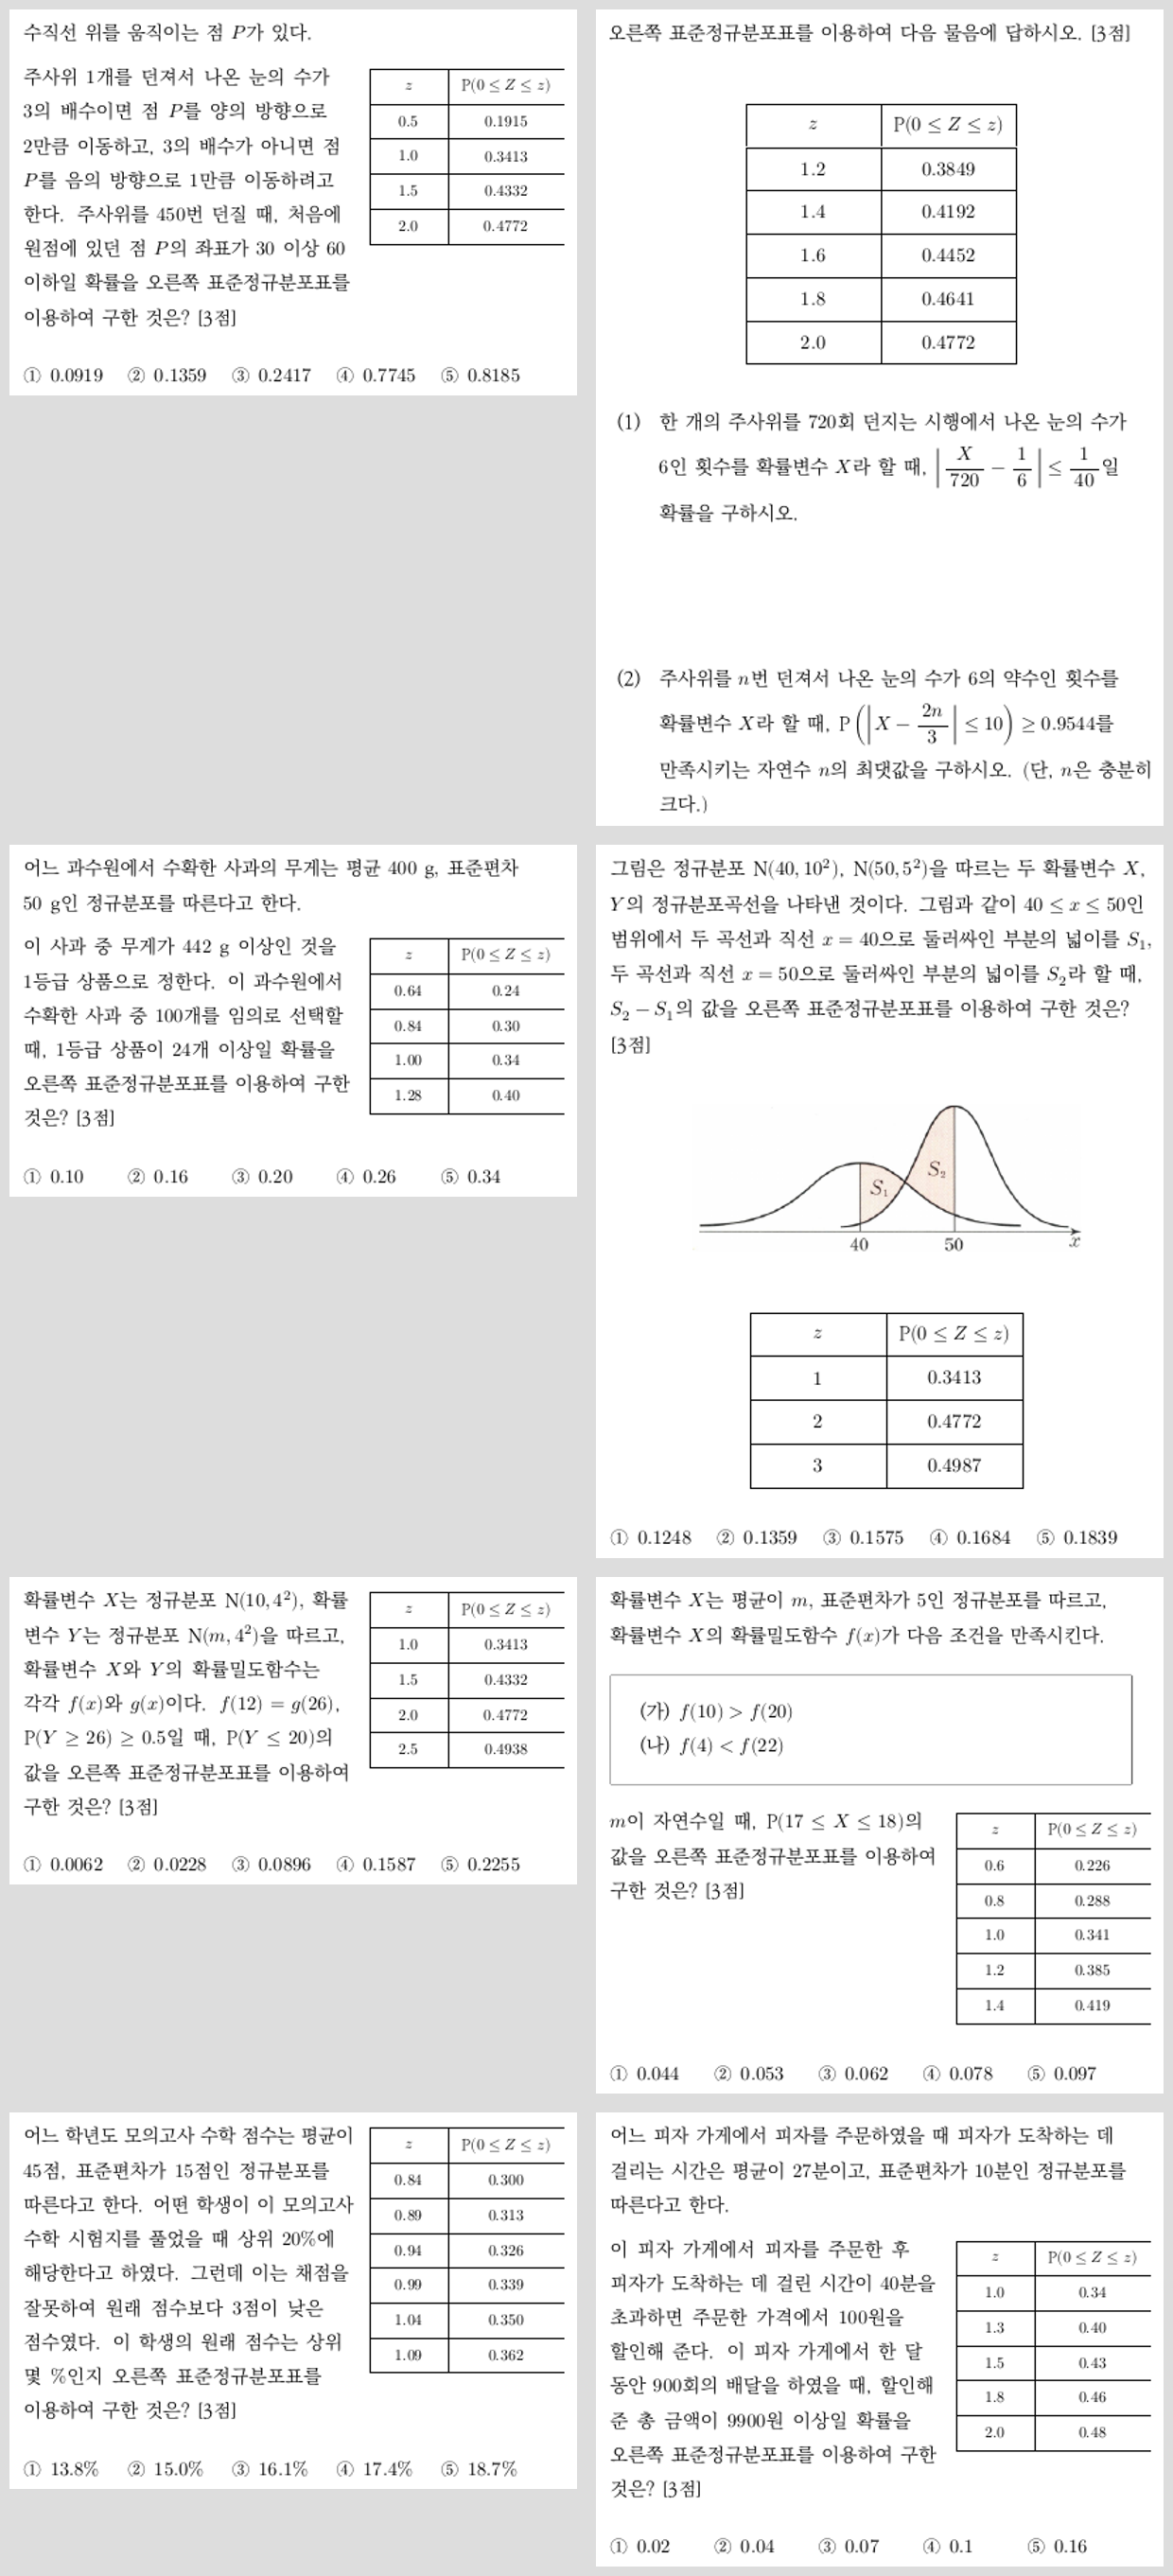 수직선 위를 움직이는 점 P가 있다.
주사위 1개를 던져서 나온 눈의 수가
3의 배수이면 점 P를 양의 방향으로
2만큼 이동하고, 3의 배수가 아니면 점
P를 음의 방향으로 1만큼 이동하려고
한다. 주사위를 450번 던질 때, 처음에
원점에 있던 점 P의 좌표가 30 이상 60
이하일 확률을 오른쪽 표준정규분포표를
이용하여 구한 것은? [3점]
z P(0 ≤ Z ≤ z)
0.5 0.1915
1.0 0.3413
1.5 0.4332
2.0 0.4772
① 0.0919 ② 0.1359 ③ 0.2417 ④ 0.7745 ⑤ 0.8185
오른쪽 표준정규분포표를 이용하여 다음 물음에 답하시오. [3점]
z P(0 ≤ Z ≤ z)
1.2 0.3849
1.4 0.4192
1.6 0.4452
1.8 0.4641
2.0 0.4772
(1) 한 개의 주사위를 720회 던지는 시행에서 나온 눈의 수가
6인 횟수를 확률변수 X라 할 때, |X/720 − 1/6| ≤ 1/40일
확률을 구하시오.
(2) 주사위를 n번 던져서 나온 눈의 수가 6의 약수인 횟수를
확률변수 X라 할 때, P(|X − 2n/3| ≤ 10) ≥ 0.9544를
만족시키는 자연수 n의 최댓값을 구하시오. (단, n은 충분히
크다.)
어느 과수원에서 수확한 사과의 무게는 평균 400 g, 표준편차
50 g인 정규분포를 따른다고 한다.
이 사과 중 무게가 442 g 이상인 것을
1등급 상품으로 정한다. 이 과수원에서
수확한 사과 중 100개를 임의로 선택할
때, 1등급 상품이 24개 이상일 확률을
오른쪽 표준정규분포표를 이용하여 구한
것은? [3점]
z P(0 ≤ Z ≤ z)
0.64 0.24
0.84 0.30
1.00 0.34
1.28 0.40
① 0.10 ② 0.16 ③ 0.20 ④ 0.26 ⑤ 0.34
그림은 정규분포 N(40, 10²), N(50, 5²)을 따르는 두 확률변수 X,
Y의 정규분포곡선을 나타낸 것이다. 그림과 같이 40 ≤ x ≤ 50인
범위에서 두 곡선과 직선 x = 40으로 둘러싸인 부분의 넓이를 S₁,
두 곡선과 직선 x = 50으로 둘러싸인 부분의 넓이를 S₂라 할 때,
S₂ − S₁의 값을 오른쪽 표준정규분포표를 이용하여 구한 것은?
[3점]
S₁ S₂
40 50 x
z P(0 ≤ Z ≤ z)
1 0.3413
2 0.4772
3 0.4987
① 0.1248 ② 0.1359 ③ 0.1575 ④ 0.1684 ⑤ 0.1839
확률변수 X는 정규분포 N(10, 4²), 확률
변수 Y는 정규분포 N(m, 4²)을 따르고,
확률변수 X와 Y의 확률밀도함수는
각각 f(x)와 g(x)이다. f(12) = g(26),
P(Y ≥ 26) ≥ 0.5일 때, P(Y ≤ 20)의
값을 오른쪽 표준정규분포표를 이용하여
구한 것은? [3점]
z P(0 ≤ Z ≤ z)
1.0 0.3413
1.5 0.4332
2.0 0.4772
2.5 0.4938
① 0.0062 ② 0.0228 ③ 0.0896 ④ 0.1587 ⑤ 0.2255
확률변수 X는 평균이 m, 표준편차가 5인 정규분포를 따르고,
확률변수 X의 확률밀도함수 f(x)가 다음 조건을 만족시킨다.
(가) f(10) > f(20)
(나) f(4) < f(22)
m이 자연수일 때, P(17 ≤ X ≤ 18)의
값을 오른쪽 표준정규분포표를 이용하여
구한 것은? [3점]
z P(0 ≤ Z ≤ z)
0.6 0.226
0.8 0.288
1.0 0.341
1.2 0.385
1.4 0.419
① 0.044 ② 0.053 ③ 0.062 ④ 0.078 ⑤ 0.097
어느 학년도 모의고사 수학 점수는 평균이
45점, 표준편차가 15점인 정규분포를
따른다고 한다. 어떤 학생이 이 모의고사
수학 시험지를 풀었을 때 상위 20%에
해당한다고 하였다. 그런데 이는 채점을
잘못하여 원래 점수보다 3점이 낮은
점수였다. 이 학생의 원래 점수는 상위
몇 %인지 오른쪽 표준정규분포표를
이용하여 구한 것은? [3점]
z P(0 ≤ Z ≤ z)
0.84 0.300
0.89 0.313
0.94 0.326
0.99 0.339
1.04 0.350
1.09 0.362
① 13.8% ② 15.0% ③ 16.1% ④ 17.4% ⑤ 18.7%
어느 피자 가게에서 피자를 주문하였을 때 피자가 도착하는 데
걸리는 시간은 평균이 27분이고, 표준편차가 10분인 정규분포를
따른다고 한다.
이 피자 가게에서 피자를 주문한 후
피자가 도착하는 데 걸린 시간이 40분을
초과하면 주문한 가격에서 100원을
할인해 준다. 이 피자 가게에서 한 달
동안 900회의 배달을 하였을 때, 할인해
준 총 금액이 9900원 이상일 확률을
오른쪽 표준정규분포표를 이용하여 구한
것은? [3점]
z P(0 ≤ Z ≤ z)
1.0 0.34
1.3 0.40
1.5 0.43
1.8 0.46
2.0 0.48
① 0.02 ② 0.04 ③ 0.07 ④ 0.1 ⑤ 0.16